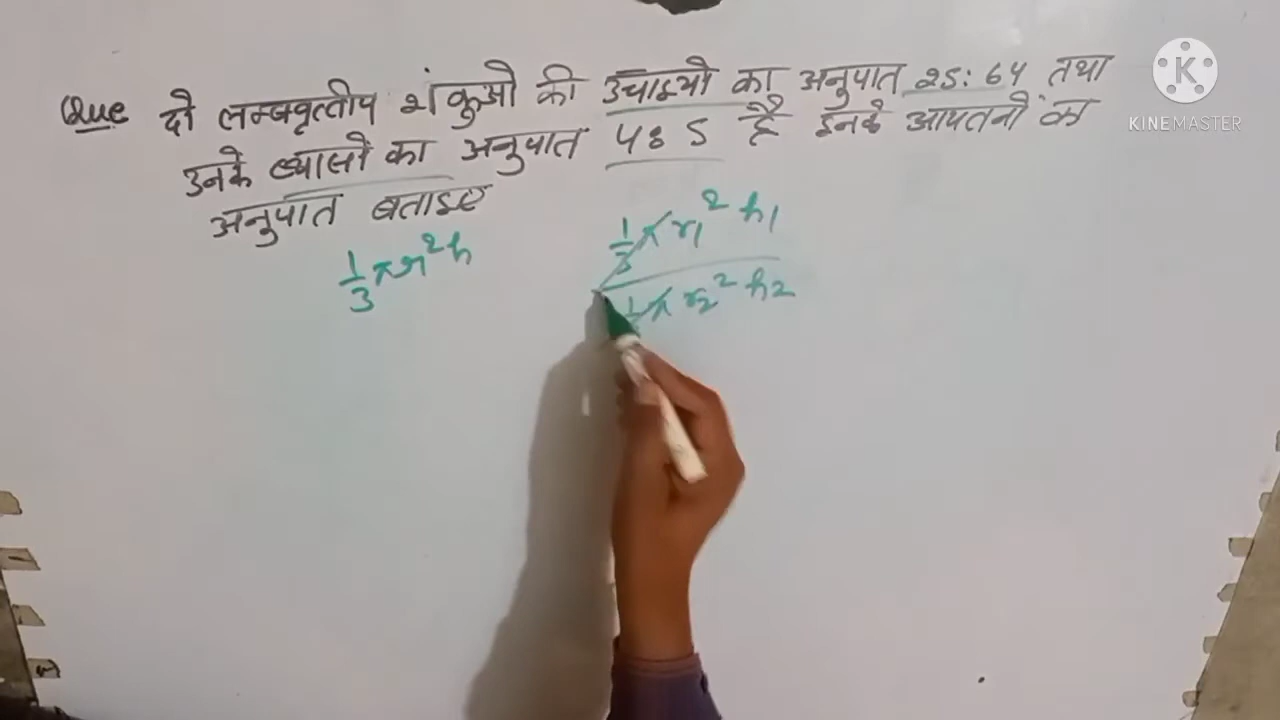 Que दो लम्बवृत्तीय शंकुओ की उचाइयो का अनुपात 25:64 तथा
उनके व्यासों का अनुपात 4:5 है इनके आयतनों का
अनुपात बताइए
1/3 πr²h
1/3 π r₁² h₁
1/3 π r₂² h₂
K
KINEMASTER